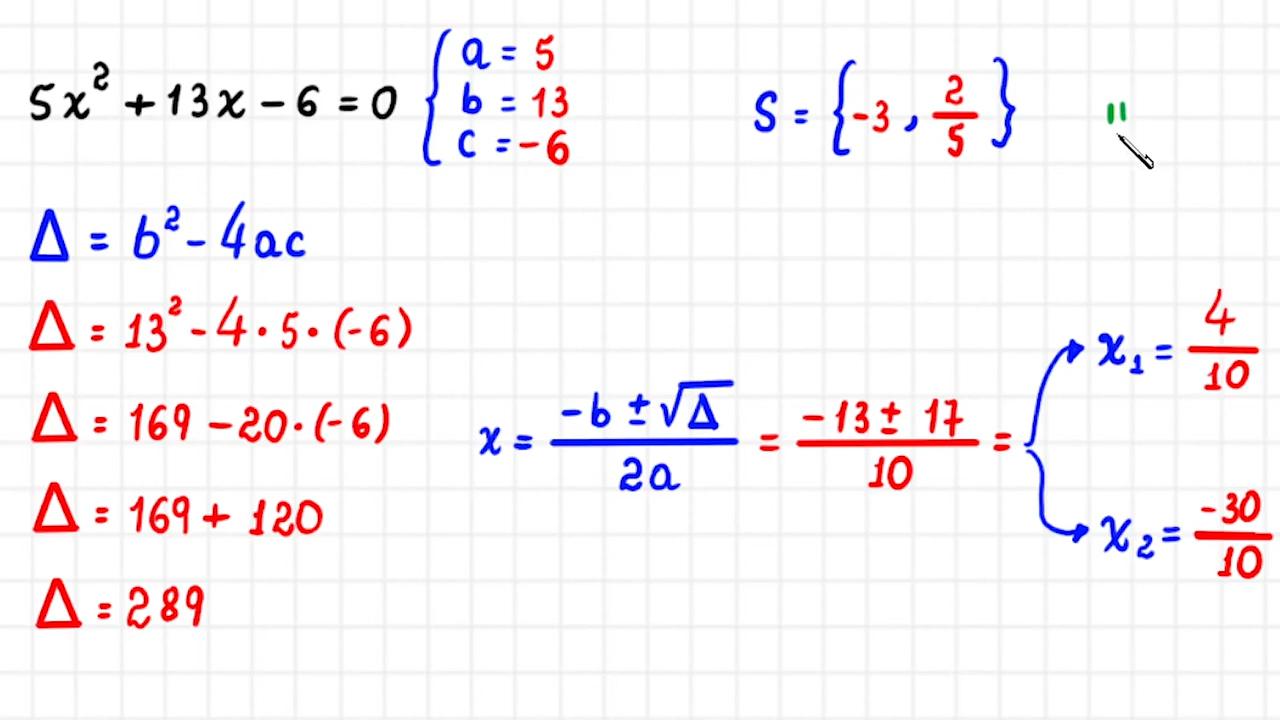 5x² + 13x - 6 = 0
a = 5
b = 13
c = -6
S = {-3, 2/5}
"
Δ = b² - 4ac
Δ = 13² - 4 · 5 · (-6)
Δ = 169 - 20 · (-6)
Δ = 169 + 120
Δ = 289
x = (-b ± √Δ)/(2a) = (-13 ± 17)/10 =
x₁ = 4/10
x₂ = -30/10